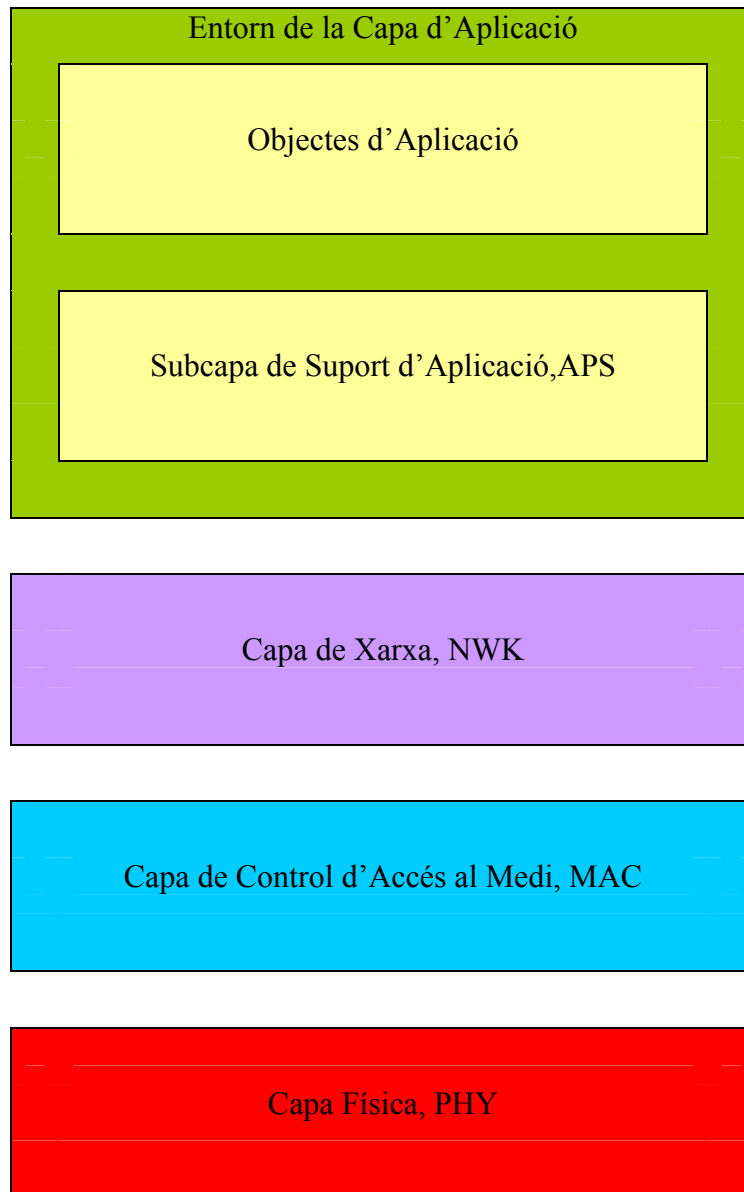 Entorn de la Capa d’Aplicació
Objectes d’Aplicació
Subcapa de Suport d’Aplicació,APS
Capa de Xarxa, NWK
Capa de Control d’Accés al Medi, MAC
Capa Física, PHY